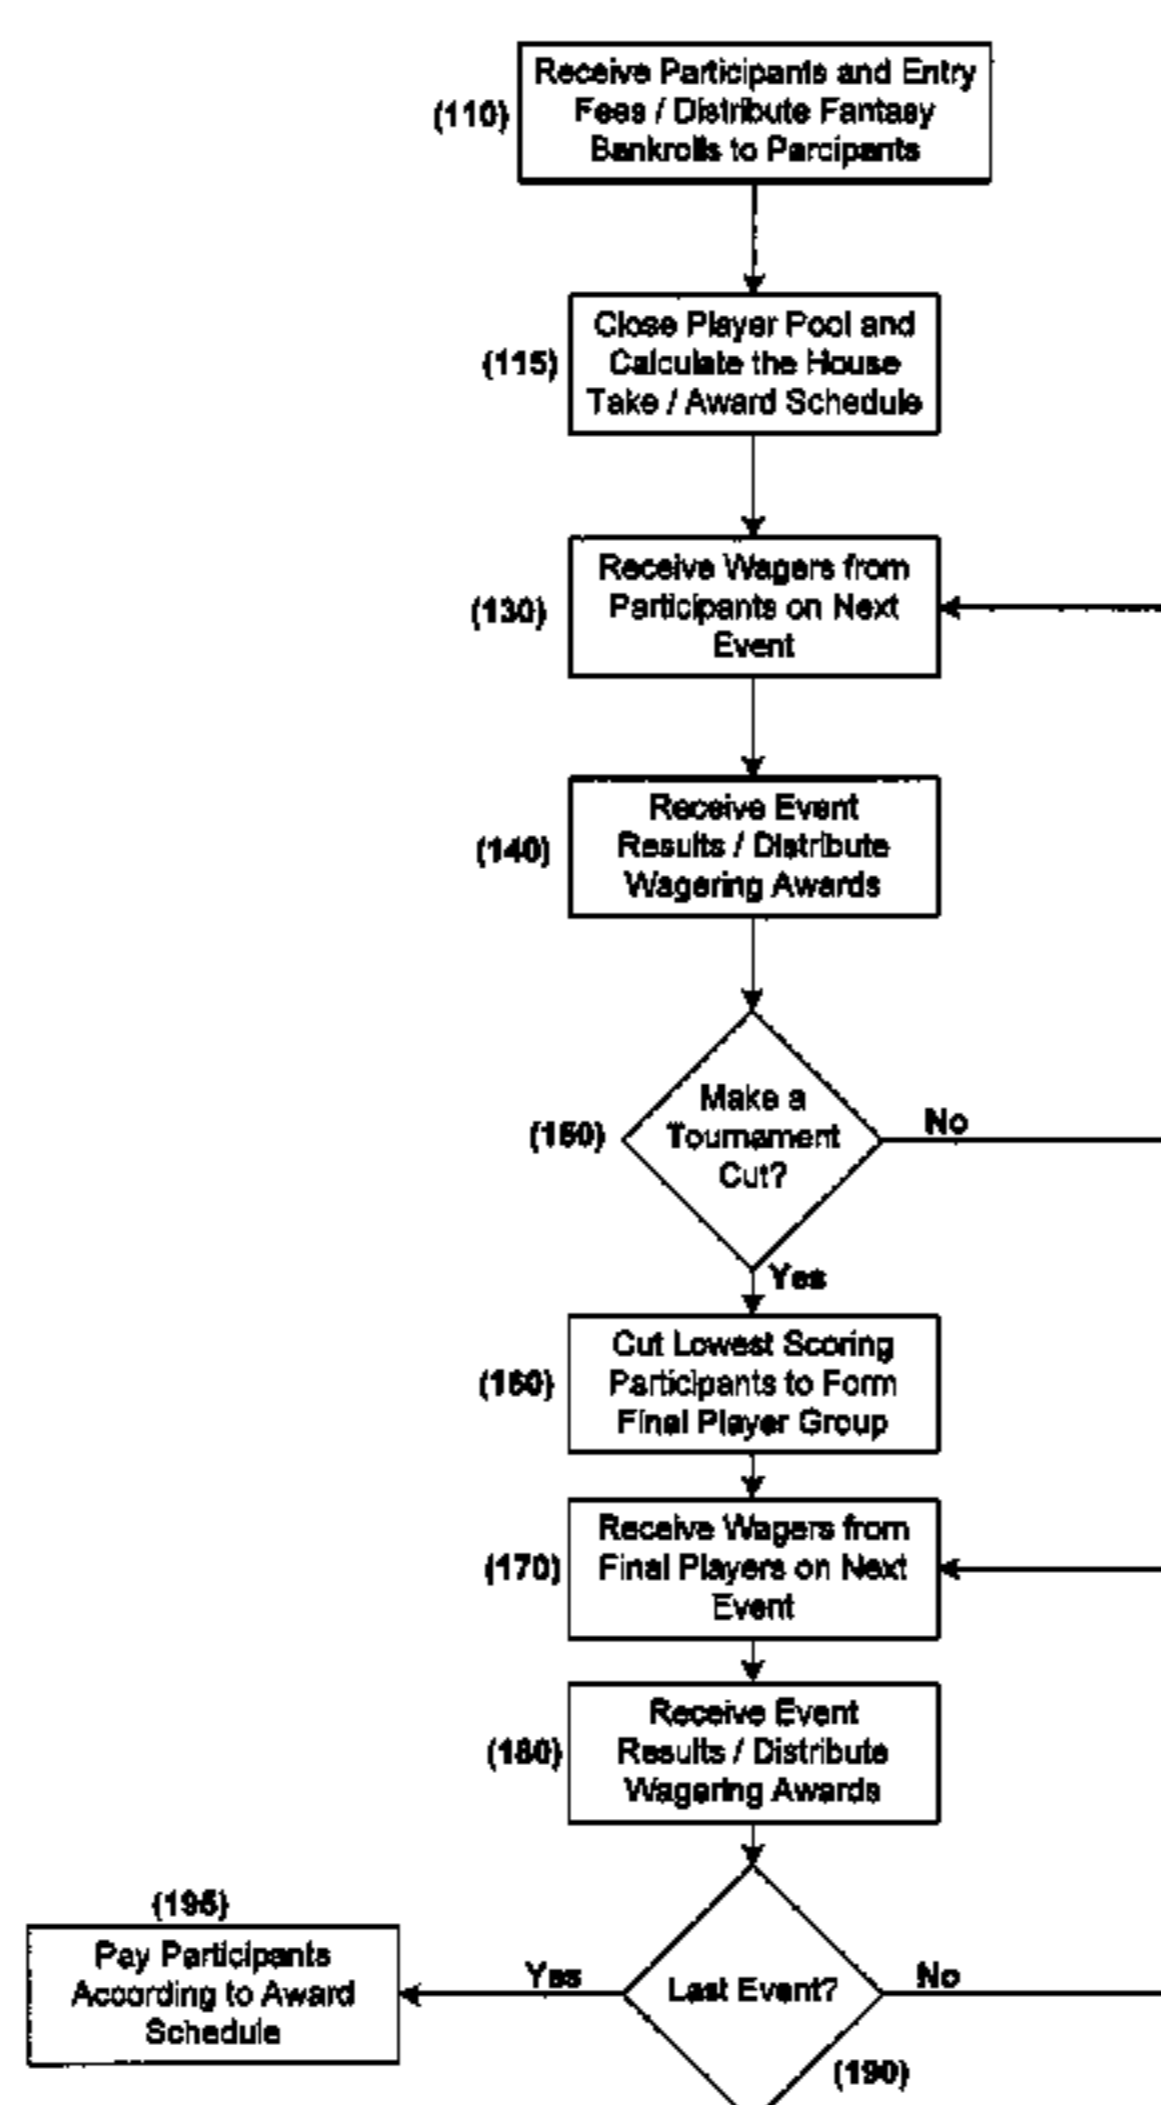 Receive Participants and Entry
Fees / Distribute Fantasy
Bankrolls to Parcipants
(110)
Close Player Pool and
Calculate the House
Take / Award Schedule
(115)
Receive Wagers from
Participants on Next
Event
(130)
Receive Event
Results / Distribute
Wagering Awards
(140)
Make a
Tournament
Cut?
(150)
No
Yes
Cut Lowest Scoring
Participants to Form
Final Player Group
(160)
Receive Wagers from
Final Players on Next
Event
(170)
Receive Event
Results / Distribute
Wagering Awards
(180)
(195)
Pay Participants
According to Award
Schedule
Yes
Last Event?
No
(190)